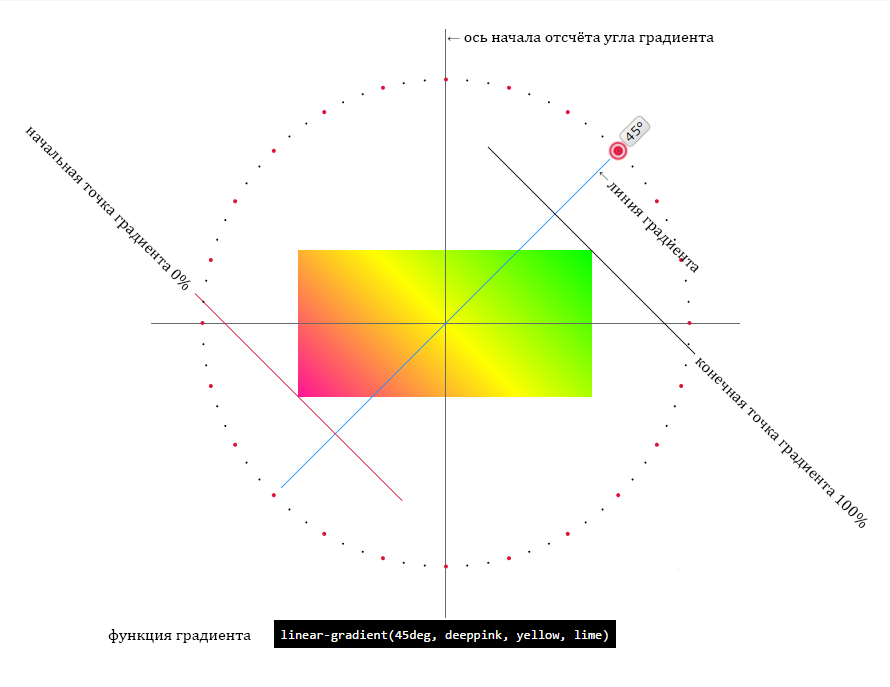 ← ось начала отсчёта угла градиента
45°
начальная точка градиента 0%
← линия градиента
конечная точка градиента 100%
функция градиента
linear-gradient(45deg, deeppink, yellow, lime)